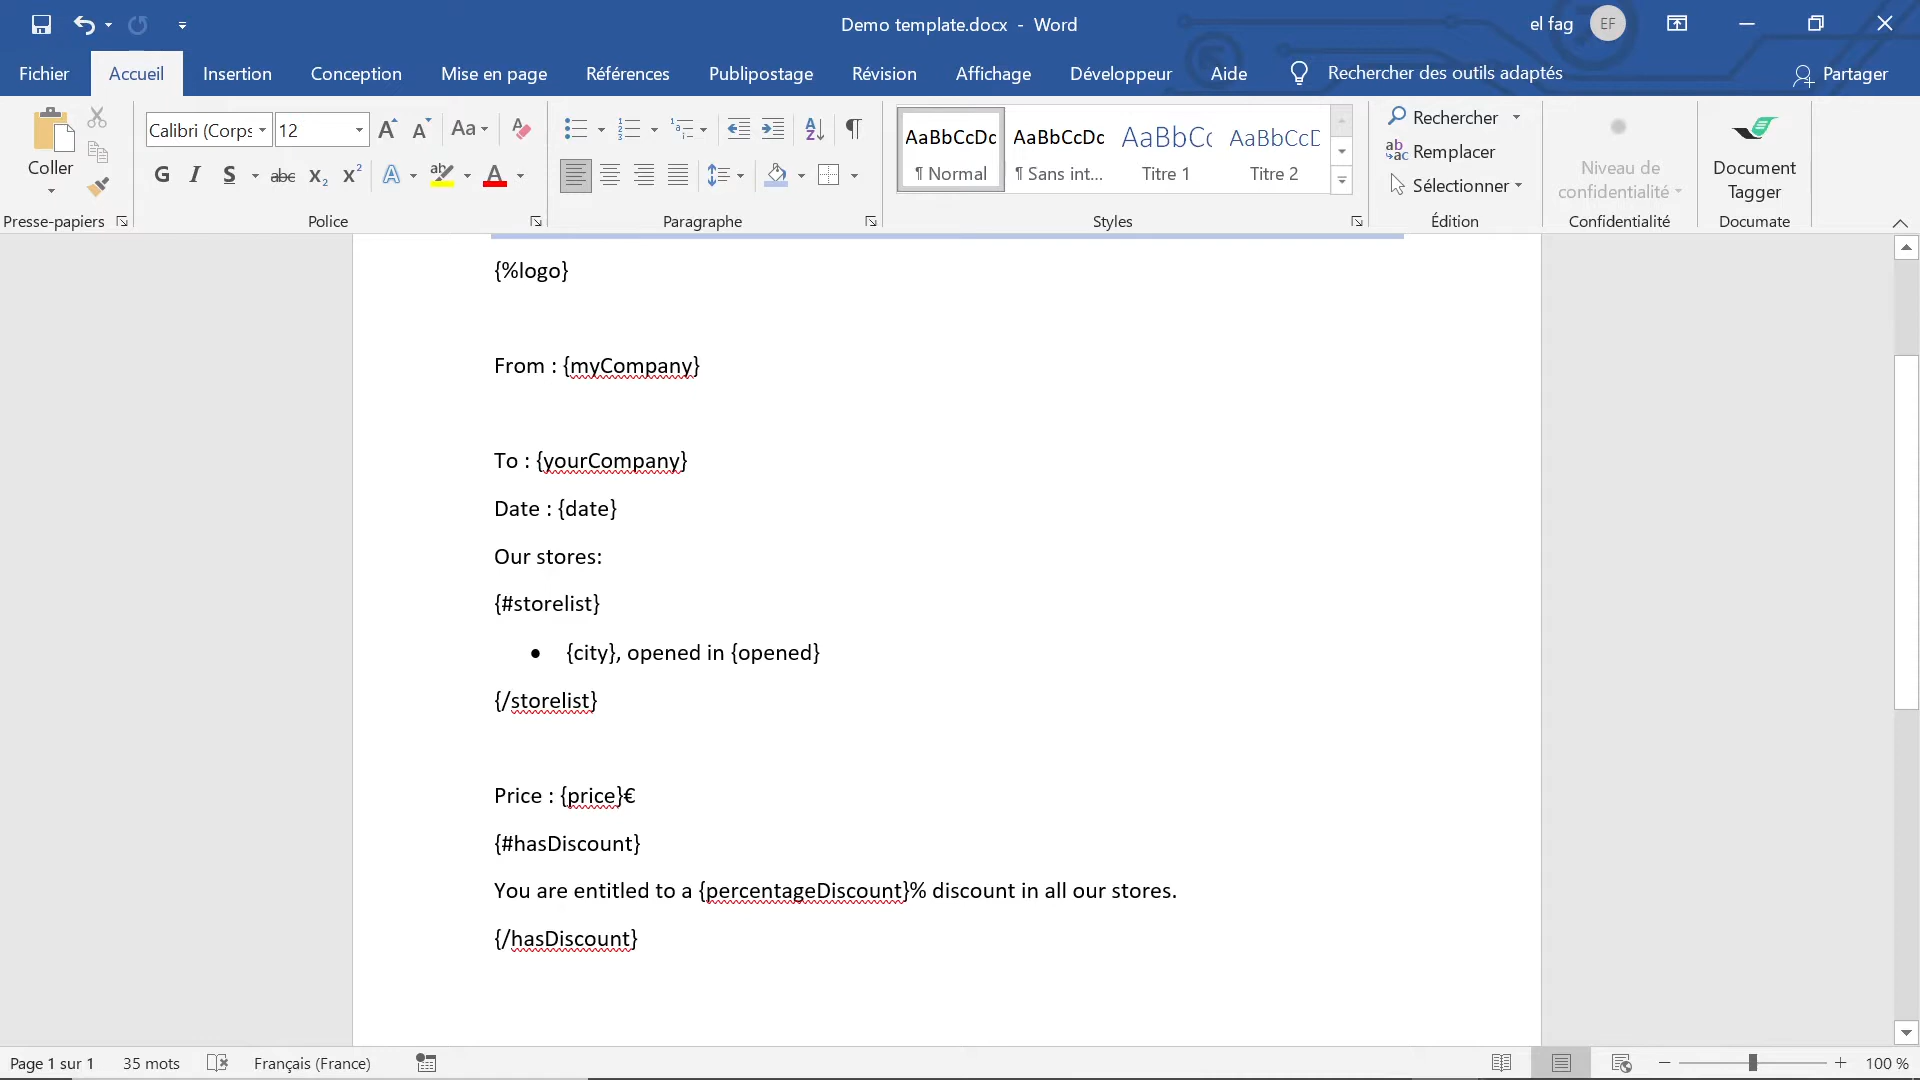 Demo template.docx - Word
el fag
EF
Fichier
Accueil
Insertion
Conception
Mise en page
Références
Publipostage
Révision
Affichage
Développeur
Aide
Rechercher des outils adaptés
Partager
Coller
Presse-papiers
Calibri (Corps
12
Aa
G I S abc x₂ x² A ab A
Police
Paragraphe
AaBbCcDc
¶ Normal
AaBbCcDc
¶ Sans int...
AaBbCc
Titre 1
AaBbCcD
Titre 2
Styles
Rechercher
Remplacer
Sélectionner
Édition
Niveau de
confidentialité
Confidentialité
Document
Tagger
Documate
{%logo}
From : {myCompany}
To : {yourCompany}
Date : {date}
Our stores:
{#storelist}
• {city}, opened in {opened}
{/storelist}
Price : {price}€
{#hasDiscount}
You are entitled to a {percentageDiscount}% discount in all our stores.
{/hasDiscount}
Page 1 sur 1
35 mots
Français (France)
100 %